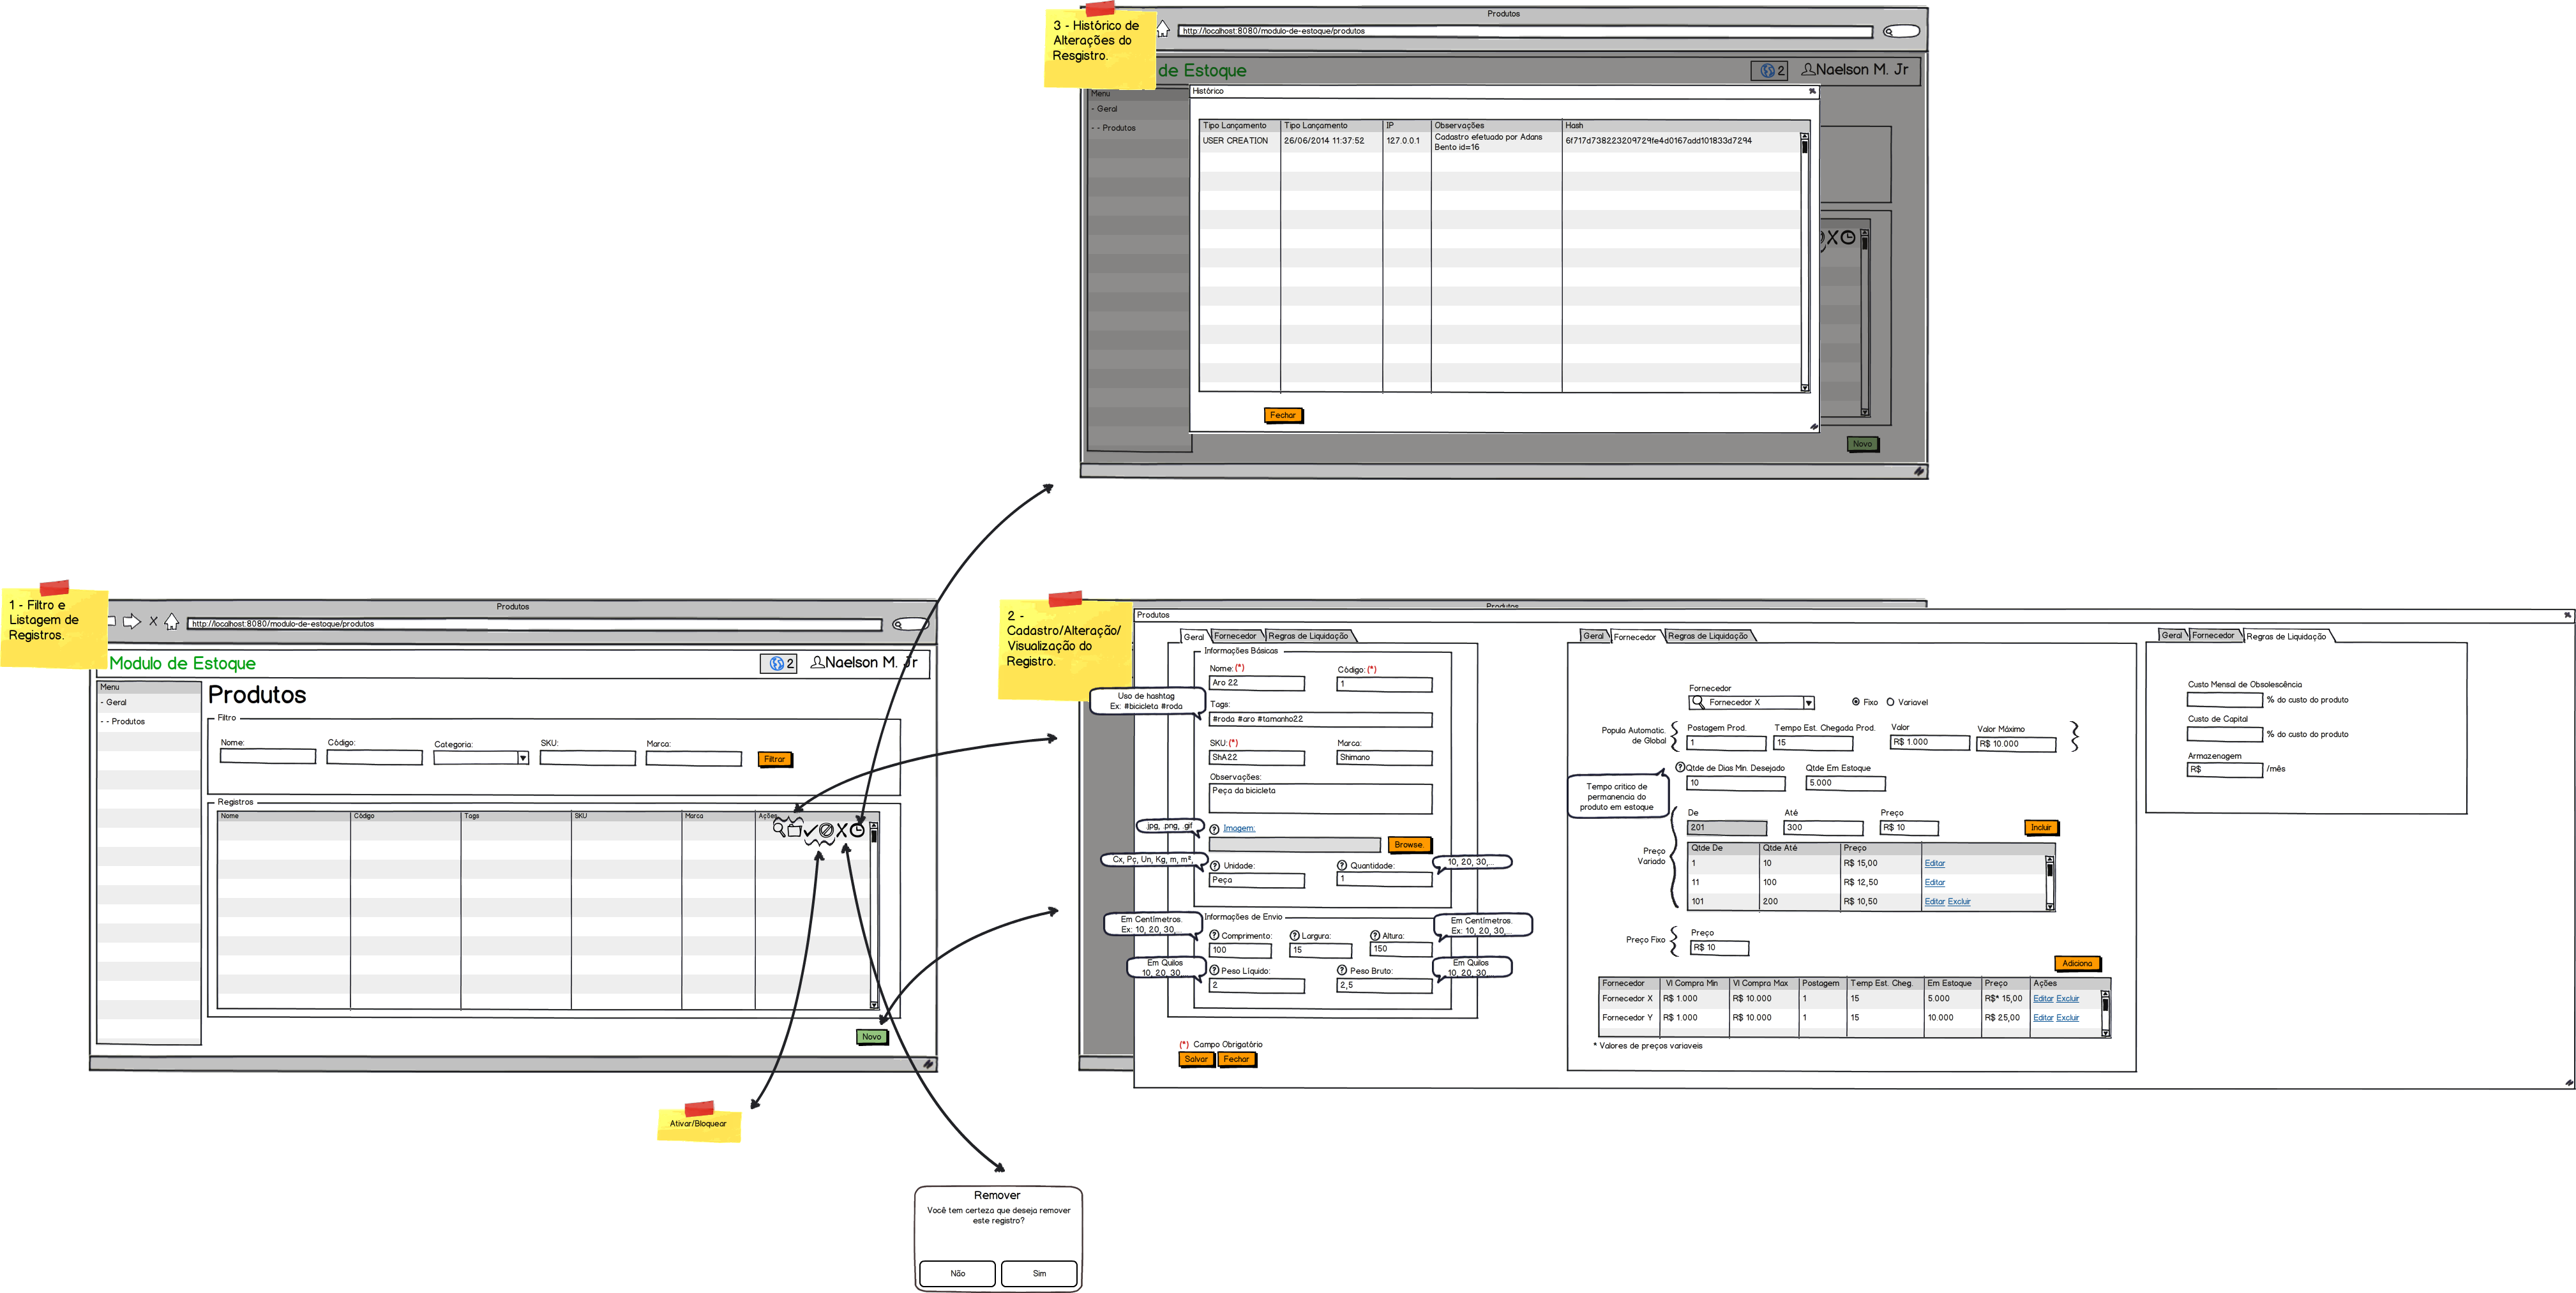 3 - Histórico de
Alterações do
Resgistro.
Produtos
http://localhost:8080/modulo-de-estoque/produtos
de Estoque
2
Naelson M. Jr
Menu
- Geral
- - Produtos
Histórico
Tipo Lançamento Tipo Lançamento IP Observações Hash
USER CREATION 26/06/2014 11:37:52 127.0.0.1 Cadastro efetuado por Adans
Bento id=16
6f717d738223209729fe4d0167add101833d7294
Fechar
Novo
1 - Filtro e
Listagem de
Registros.
Produtos
http://localhost:8080/modulo-de-estoque/produtos
Modulo de Estoque
2
Naelson M. Jr
Menu
- Geral
- - Produtos
Produtos
Filtro
Nome: Código: Categoria: SKU: Marca:
Filtrar
Registros
Nome Código Tags SKU Marca Ações
Novo
Ativar/Bloquear
Remover
Você tem certeza que deseja remover
este registro?
Não Sim
2 -
Cadastro/Alteração/
Visualização do
Registro.
Produtos
Produtos
Geral Fornecedor Regras de Liquidação
Informações Básicas
Nome: (*) Código: (*)
Aro 22 1
Uso de hashtag
Ex: #bicicleta #roda
Tags:
#roda #aro #tamanho22
SKU: (*) Marca:
ShA22 Shimano
Observações:
Peça da bicicleta
jpg, png, gif
Imagem:
Browse.
Cx, Pç, Un, Kg, m, m²,
Unidade: Quantidade:
Peça 1
10, 20, 30,...
Informações de Envio
Em Centímetros.
Ex: 10, 20, 30,...
Comprimento: Largura: Altura:
100 15 150
Em Centímetros.
Ex: 10, 20, 30,...
Em Quilos
10, 20, 30,...
Peso Líquido: Peso Bruto:
2 2,5
Em Quilos
10, 20, 30,...
(*) Campo Obrigatório
Salvar Fechar
Geral Fornecedor Regras de Liquidação
Fornecedor
Fornecedor X
Fixo Variavel
Popula Automatic.
de Global
Postagem Prod. Tempo Est. Chegada Prod. Valor Valor Máximo
1 15 R$ 1.000 R$ 10.000
Qtde de Dias Min. Desejado Qtde Em Estoque
10 5.000
Tempo critico de
permanencia do
produto em estoque
De Até Preço
201 300 R$ 10
Incluir
Preço
Variado
Qtde De Qtde Até Preço
1 10 R$ 15,00 Editar
11 100 R$ 12,50 Editar
101 200 R$ 10,50 Editar Excluir
Preço Fixo
Preço
R$ 10
Adiciona
Fornecedor Vl Compra Min Vl Compra Max Postagem Temp Est. Cheg. Em Estoque Preço Ações
Fornecedor X R$ 1.000 R$ 10.000 1 15 5.000 R$* 15,00 Editar Excluir
Fornecedor Y R$ 1.000 R$ 10.000 1 15 10.000 R$ 25,00 Editar Excluir
* Valores de preços variaveis
Geral Fornecedor Regras de Liquidação
Custo Mensal de Obsolescência
% do custo do produto
Custo de Capital
% do custo do produto
Armazenagem
R$ /mês